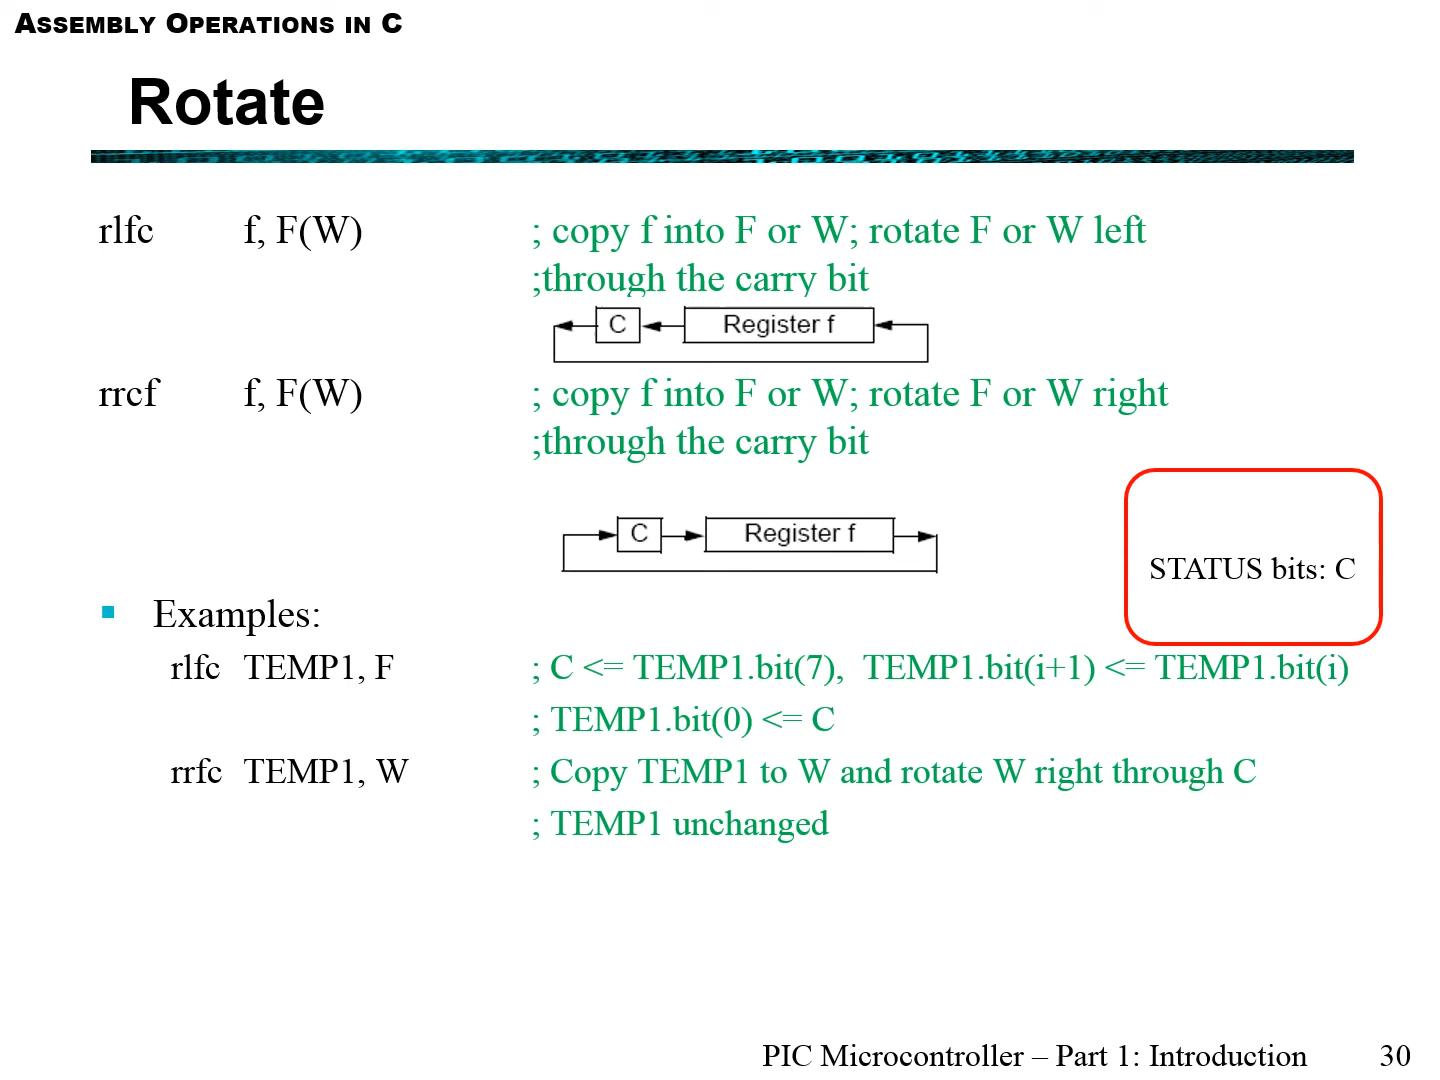 ASSEMBLY OPERATIONS IN C
Rotate
rlfc f, F(W) ; copy f into F or W; rotate F or W left
;through the carry bit
C Register f
rrcf f, F(W) ; copy f into F or W; rotate F or W right
;through the carry bit
C Register f
STATUS bits: C
Examples:
rlfc TEMP1, F ; C <= TEMP1.bit(7), TEMP1.bit(i+1) <= TEMP1.bit(i)
; TEMP1.bit(0) <= C
rrfc TEMP1, W ; Copy TEMP1 to W and rotate W right through C
; TEMP1 unchanged
PIC Microcontroller – Part 1: Introduction 30